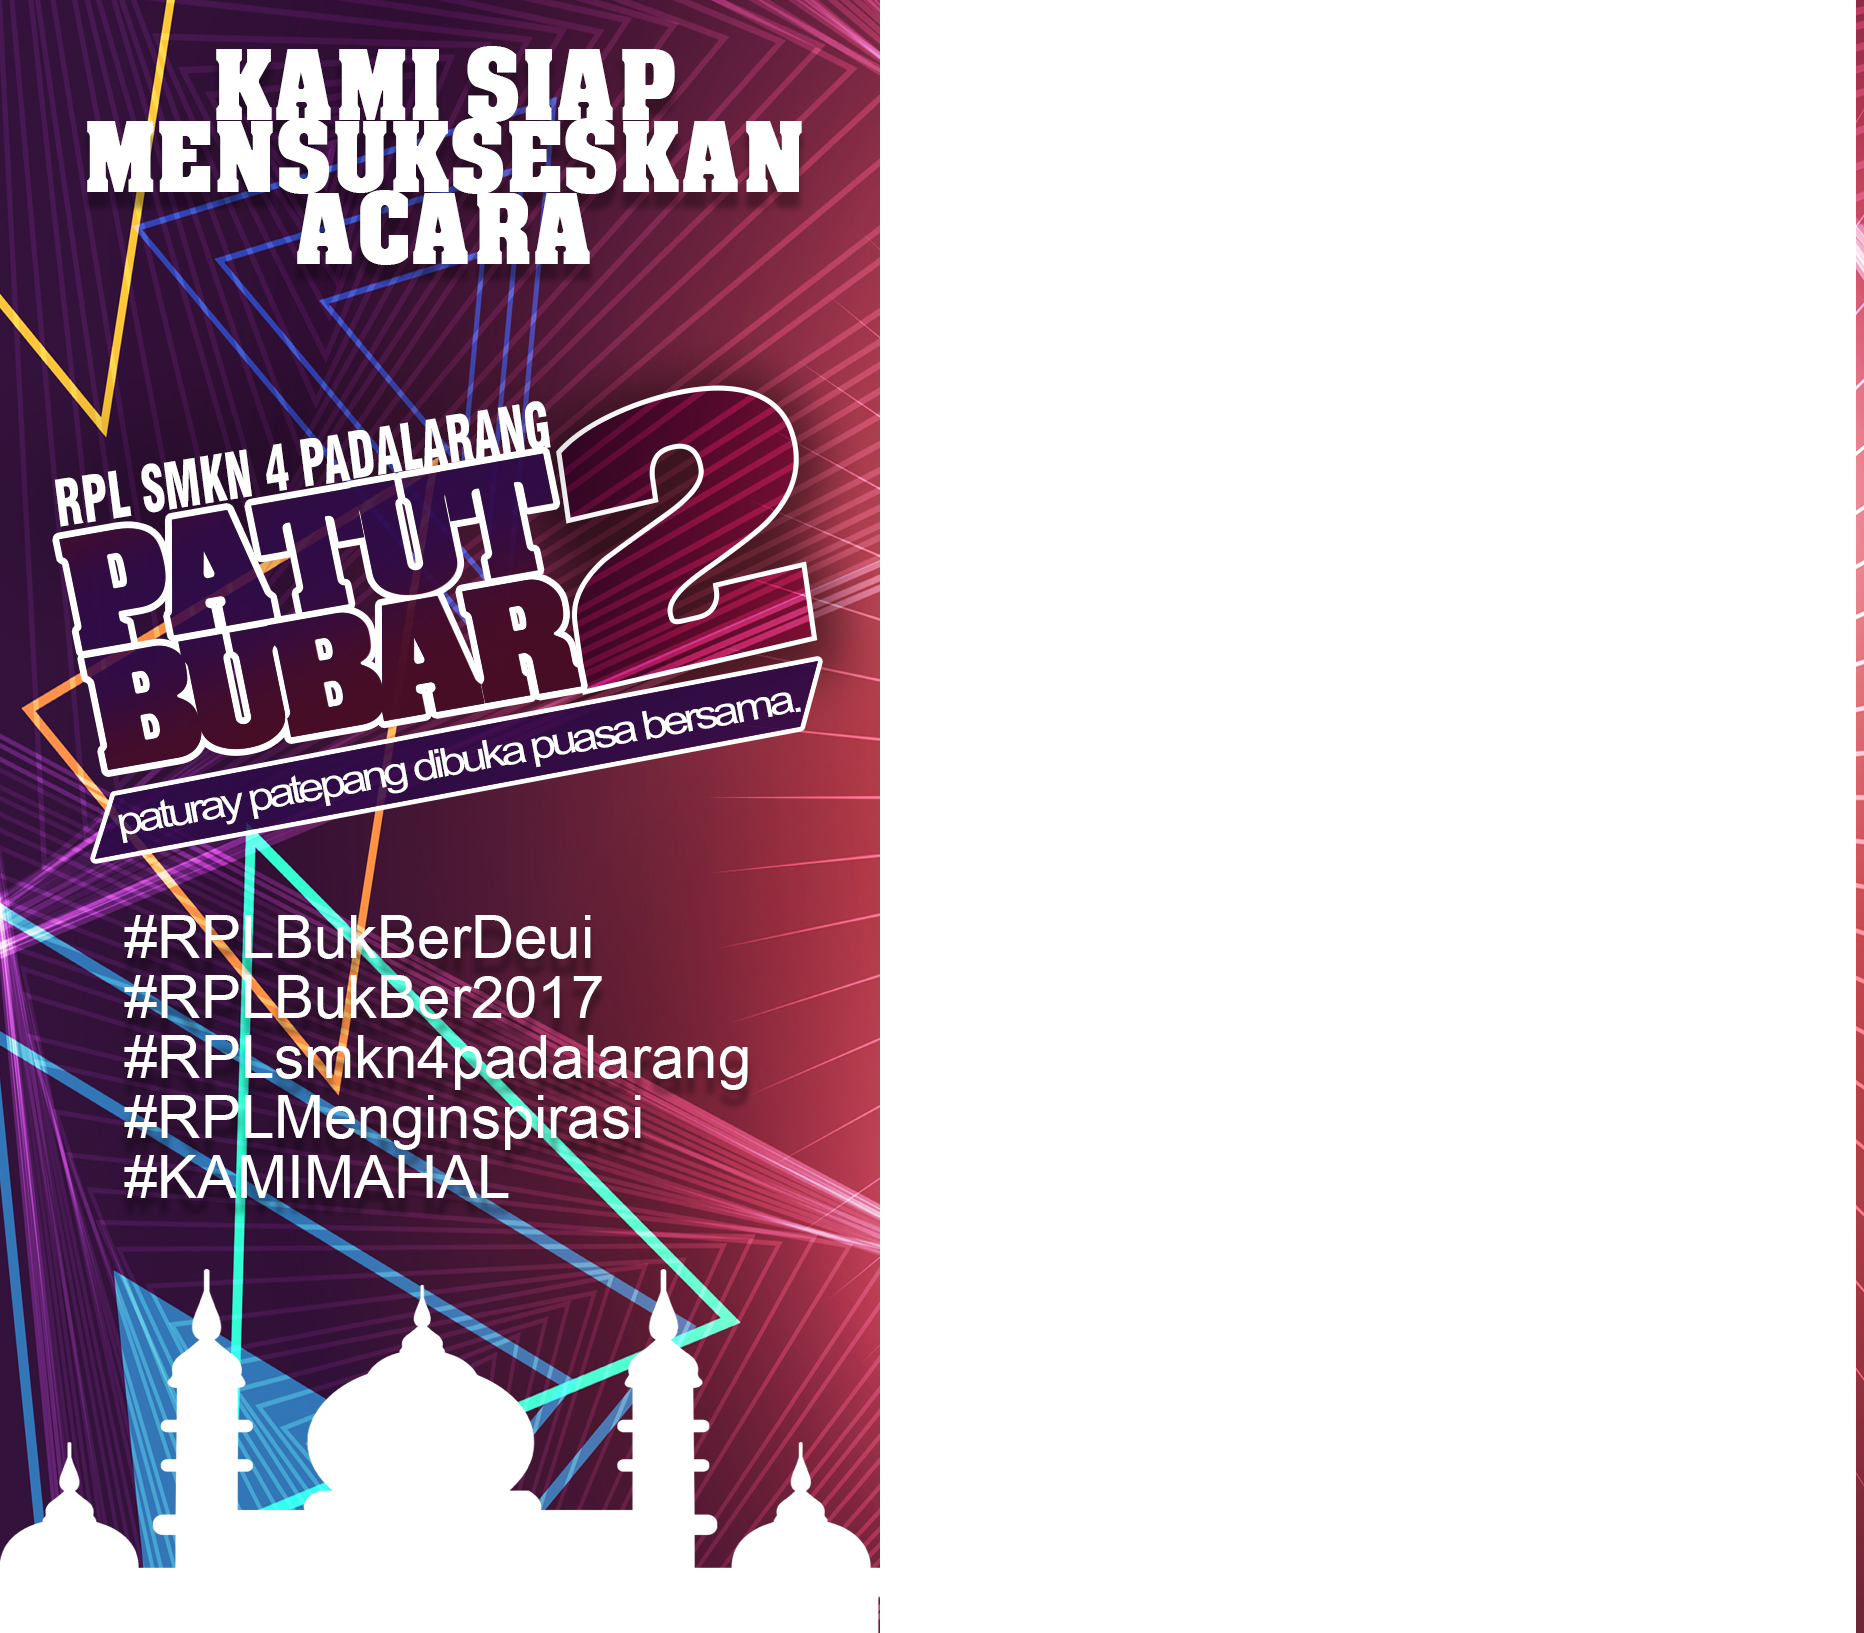 KAMI SIAP
MENSUKSESKAN
ACARA
RPL SMKN 4 PADALARANG
PATUT
BUBAR
2
paturay patepang dibuka puasa bersama.
#RPLBukBerDeui
#RPLBukBer2017
#RPLsmkn4padalarang
#RPLMenginspirasi
#KAMIMAHAL